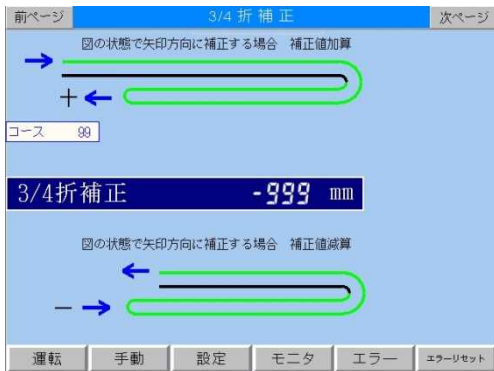 前ページ
3/4 折 補 正
次ページ
図の状態で矢印方向に補正する場合　補正値加算
＋
コース 99
3/4折補正 -999 mm
図の状態で矢印方向に補正する場合　補正値減算
－
運転 手動 設定 モニタ エラー エラーリセット